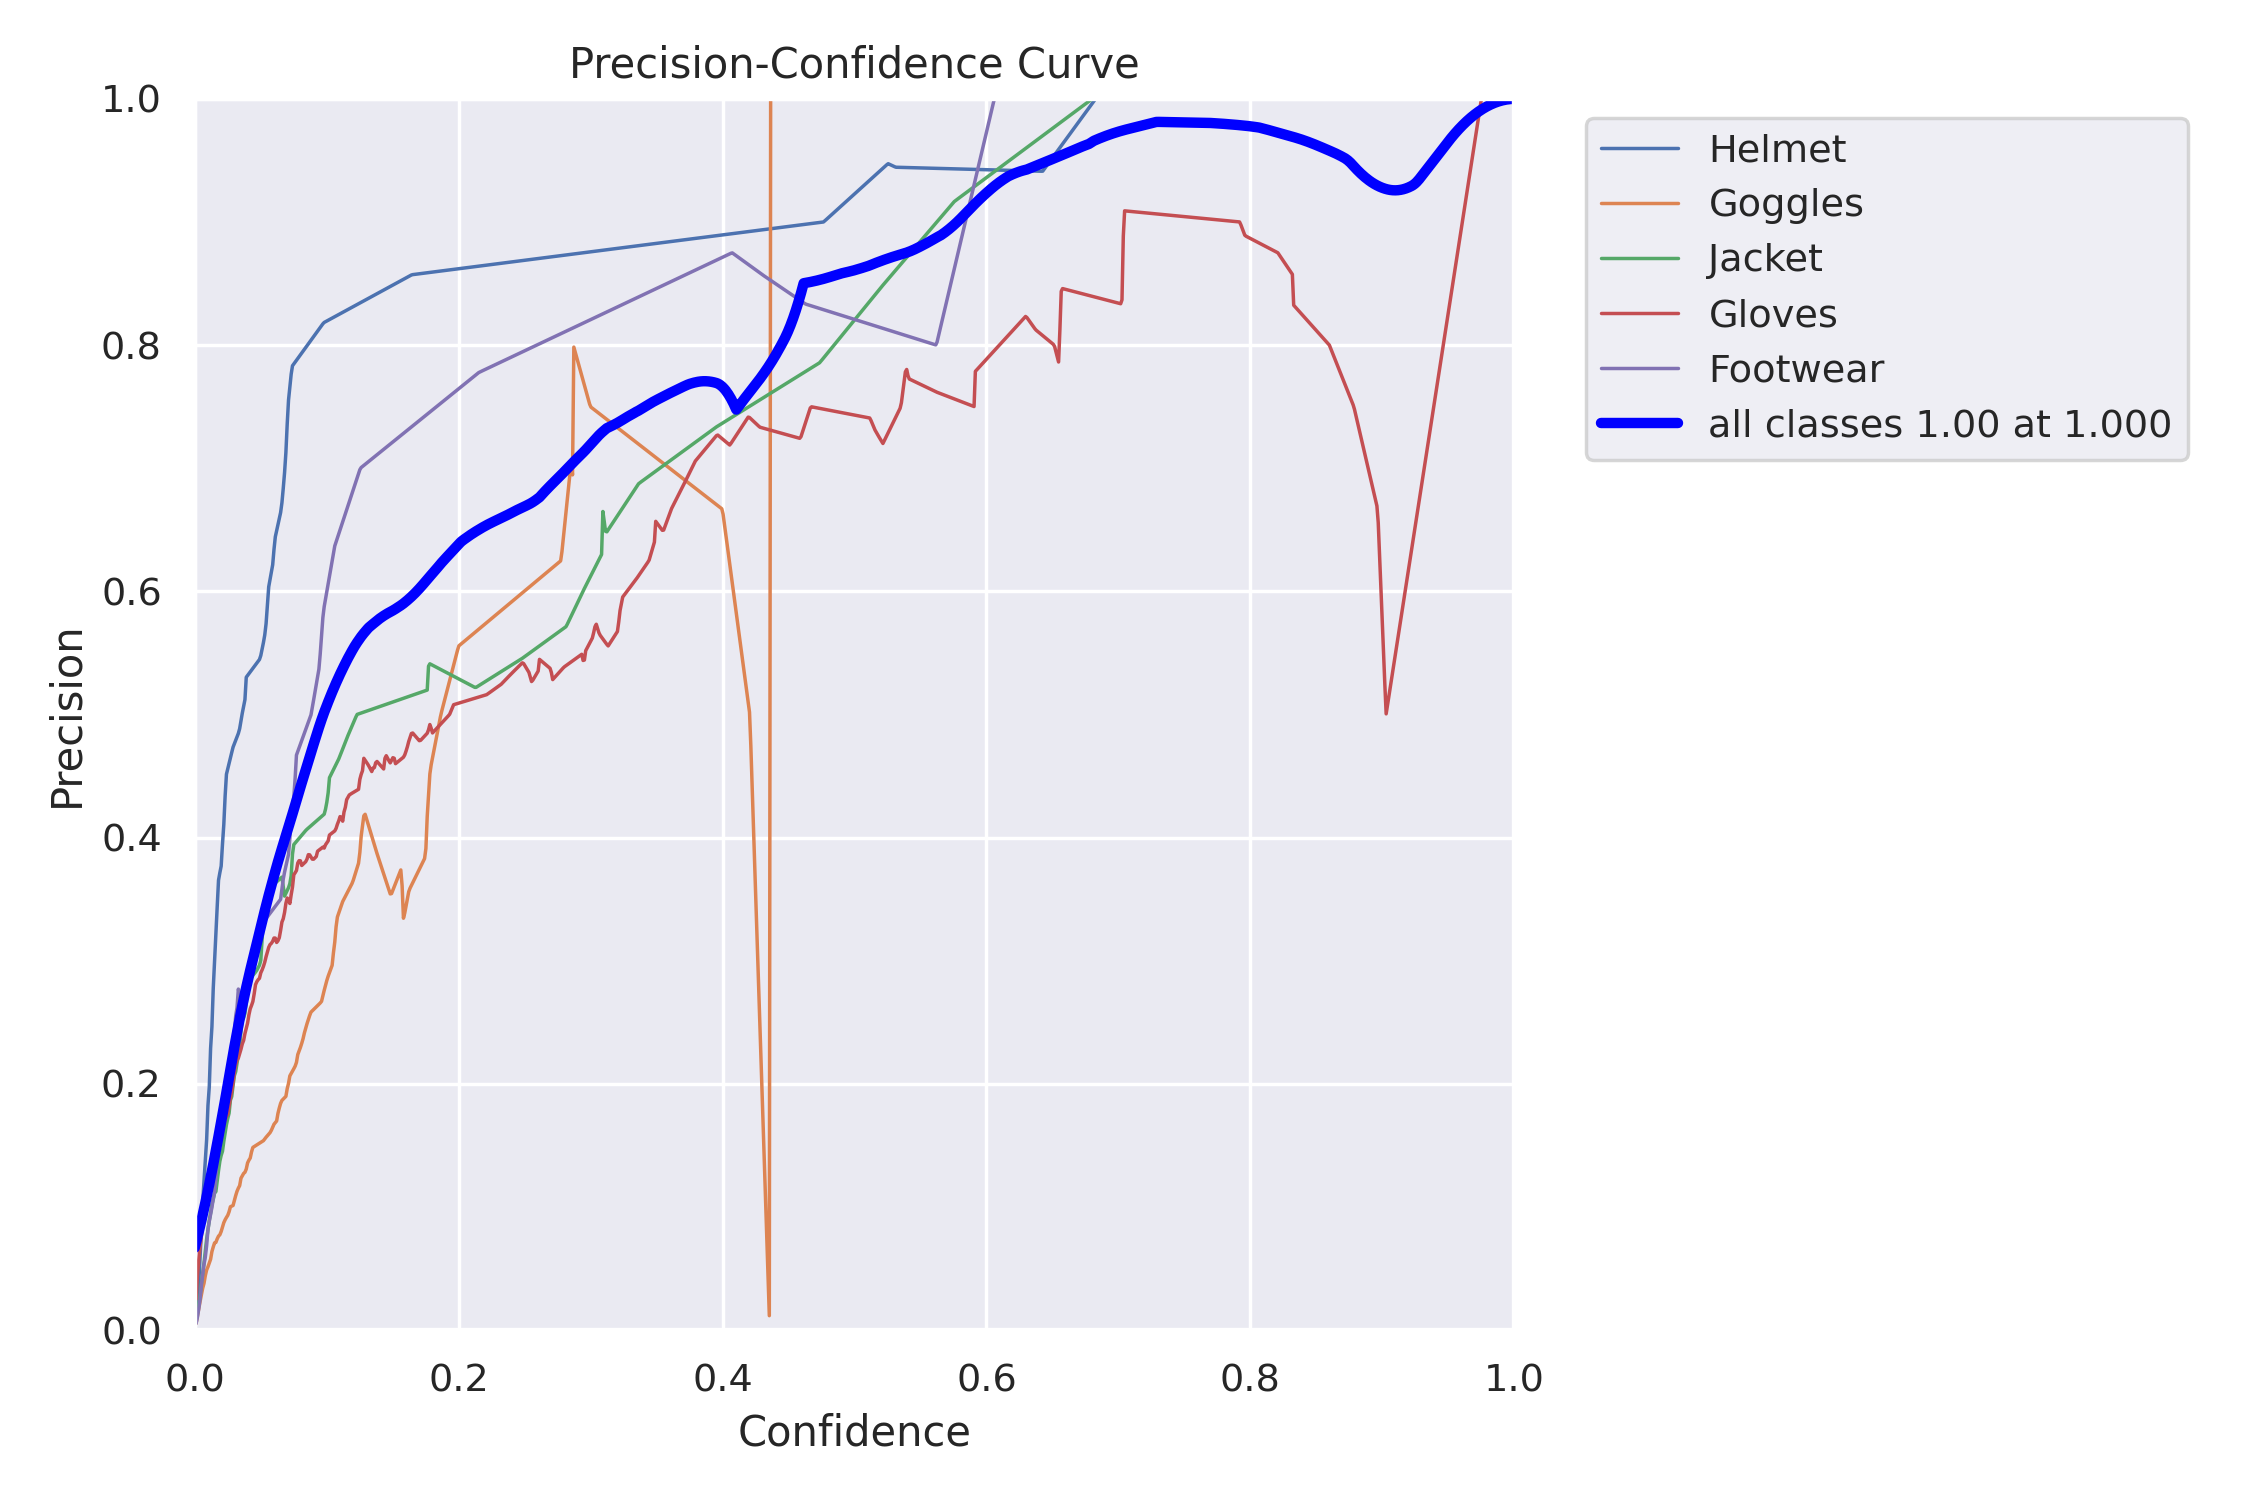 Precision-Confidence Curve
1.0
0.8
0.6
0.4
0.2
0.0
Precision
0.0 0.2 0.4 0.6 0.8 1.0
Confidence
Helmet
Goggles
Jacket
Gloves
Footwear
all classes 1.00 at 1.000